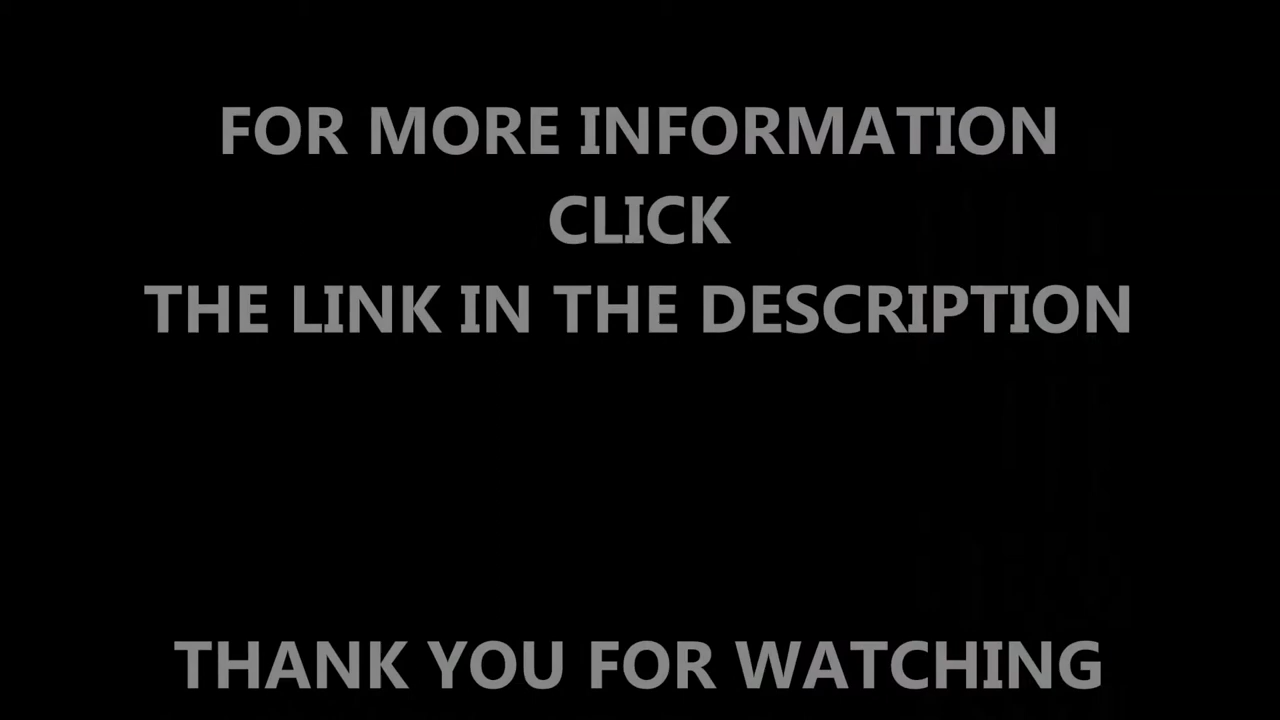 FOR MORE INFORMATION
CLICK
THE LINK IN THE DESCRIPTION
THANK YOU FOR WATCHING